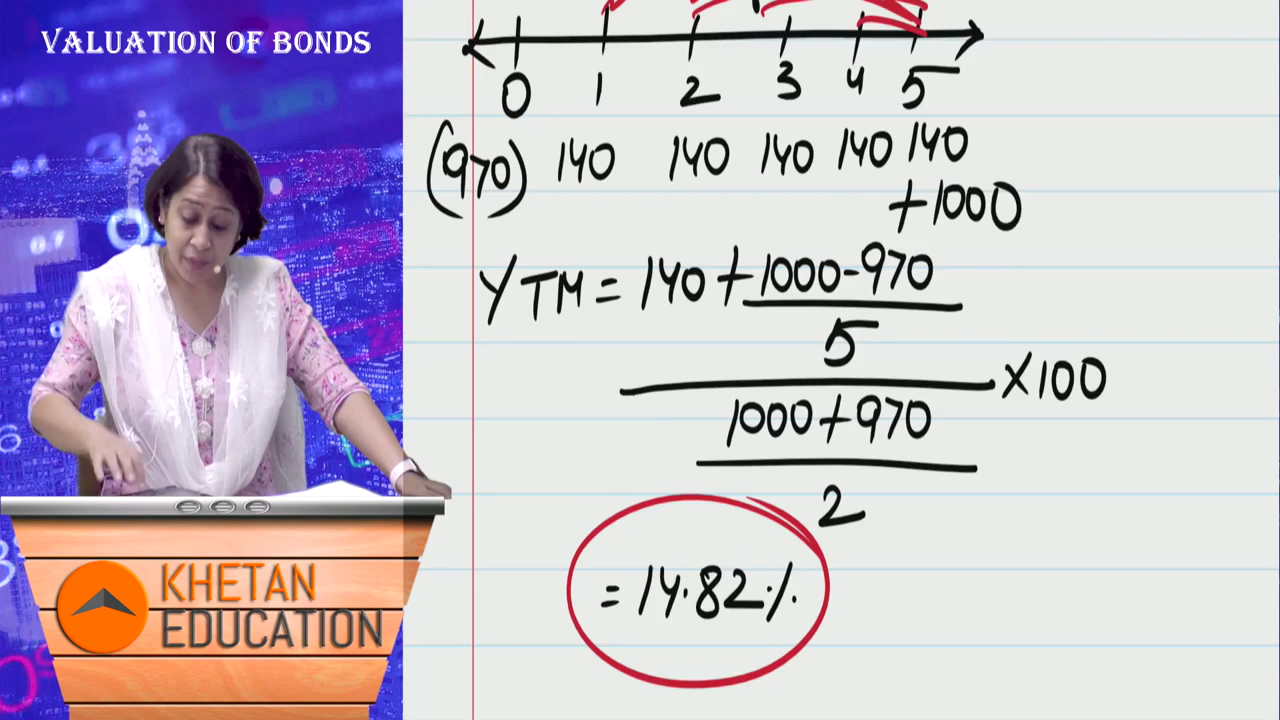 VALUATION OF BONDS
0 1 2 3 4 5
(970) 140 140 140 140 140
+1000
YTM = 140 + 1000-970
5
×100
1000+970
2
= 14.82%
KHETAN
EDUCATION